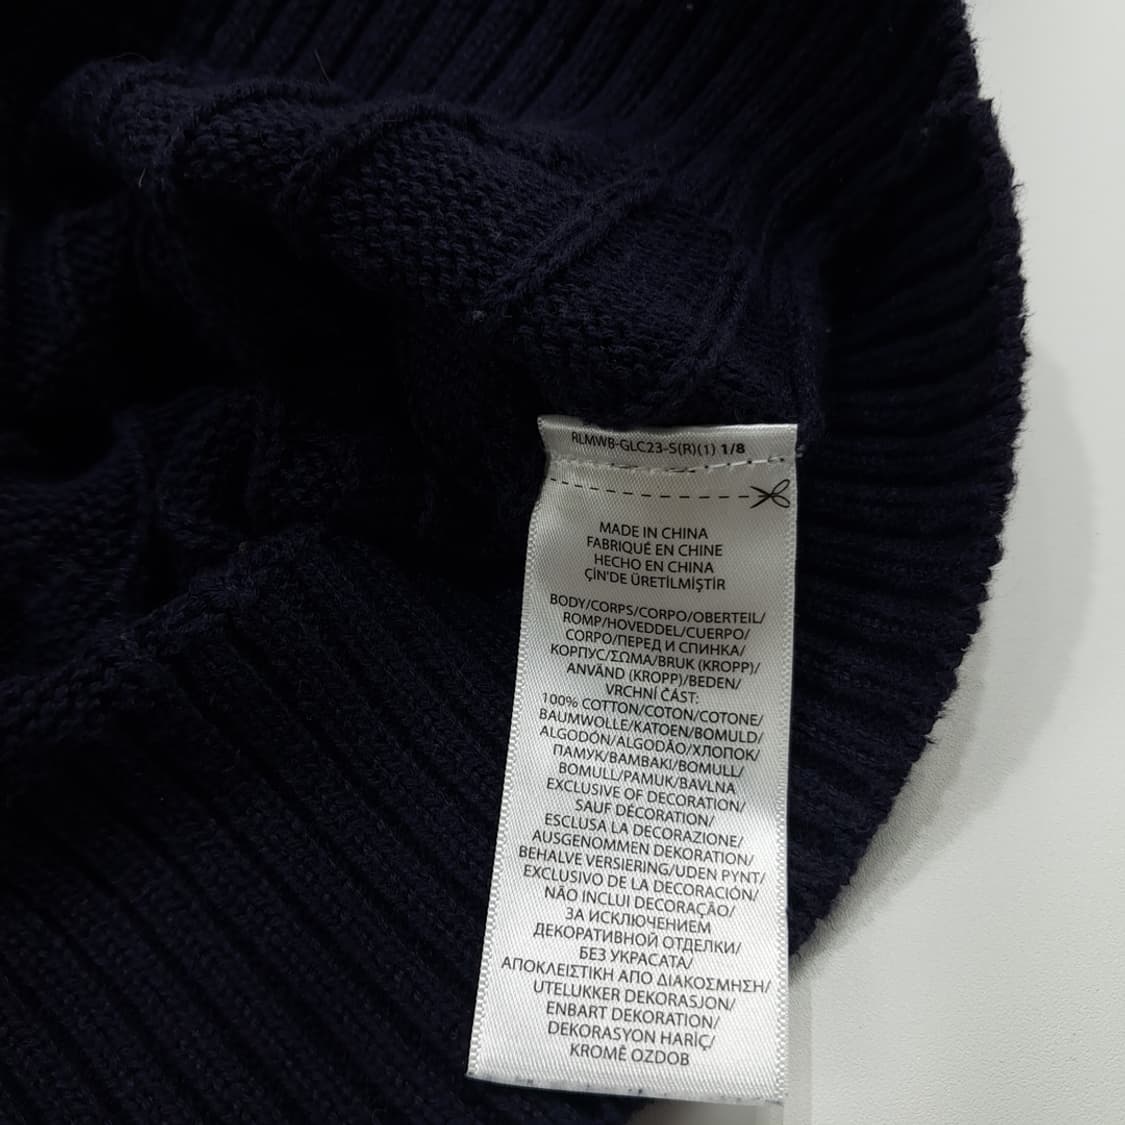 RLMWB-GLC23-S(R)(1) 1/8
MADE IN CHINA
FABRIQUÉ EN CHINE
HECHO EN CHINA
ÇİN'DE ÜRETİLMİŞTİR
BODY/CORPS/CORPO/OBERTEIL/
ROMP/HOVEDDEL/CUERPO/
CORPO/ПЕРЕД И СПИНКА/
КОРПУС/ΣΩΜΑ/BRUK (KROPP)/
ANVÄND (KROPP)/BEDEN/
VRCHNÍ ČÁST:
100% COTTON/COTON/COTONE/
BAUMWOLLE/KATOEN/BOMULD/
ALGODÓN/ALGODÃO/ХЛОПОК/
ПАМУК/ΒΑΜΒΑΚΙ/BOMULL/
BOMULL/PAMUK/BAVLNA
EXCLUSIVE OF DECORATION/
SAUF DÉCORATION/
ESCLUSA LA DECORAZIONE/
AUSGENOMMEN DEKORATION/
BEHALVE VERSIERING/UDEN PYNT/
EXCLUSIVO DE LA DECORACIÓN/
NÃO INCLUI DECORAÇÃO/
ЗА ИСКЛЮЧЕНИЕМ
ДЕКОРАТИВНОЙ ОТДЕЛКИ/
БЕЗ УКРАСАТА/
ΑΠΟΚΛΕΙΣΤΙΚΗ ΑΠΟ ΔΙΑΚΟΣΜΗΣΗ/
UTELUKKER DEKORASJON/
ENBART DEKORATION/
DEKORASYON HARİÇ/
KROMĚ OZDOB